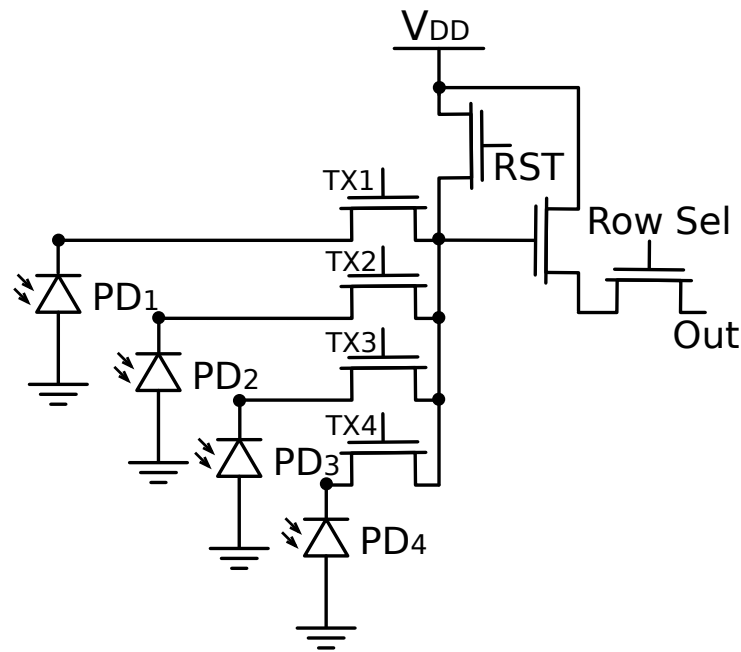 VDD
RST
TX1
Row Sel
TX2
PD1
Out
TX3
PD2
TX4
PD3
PD4